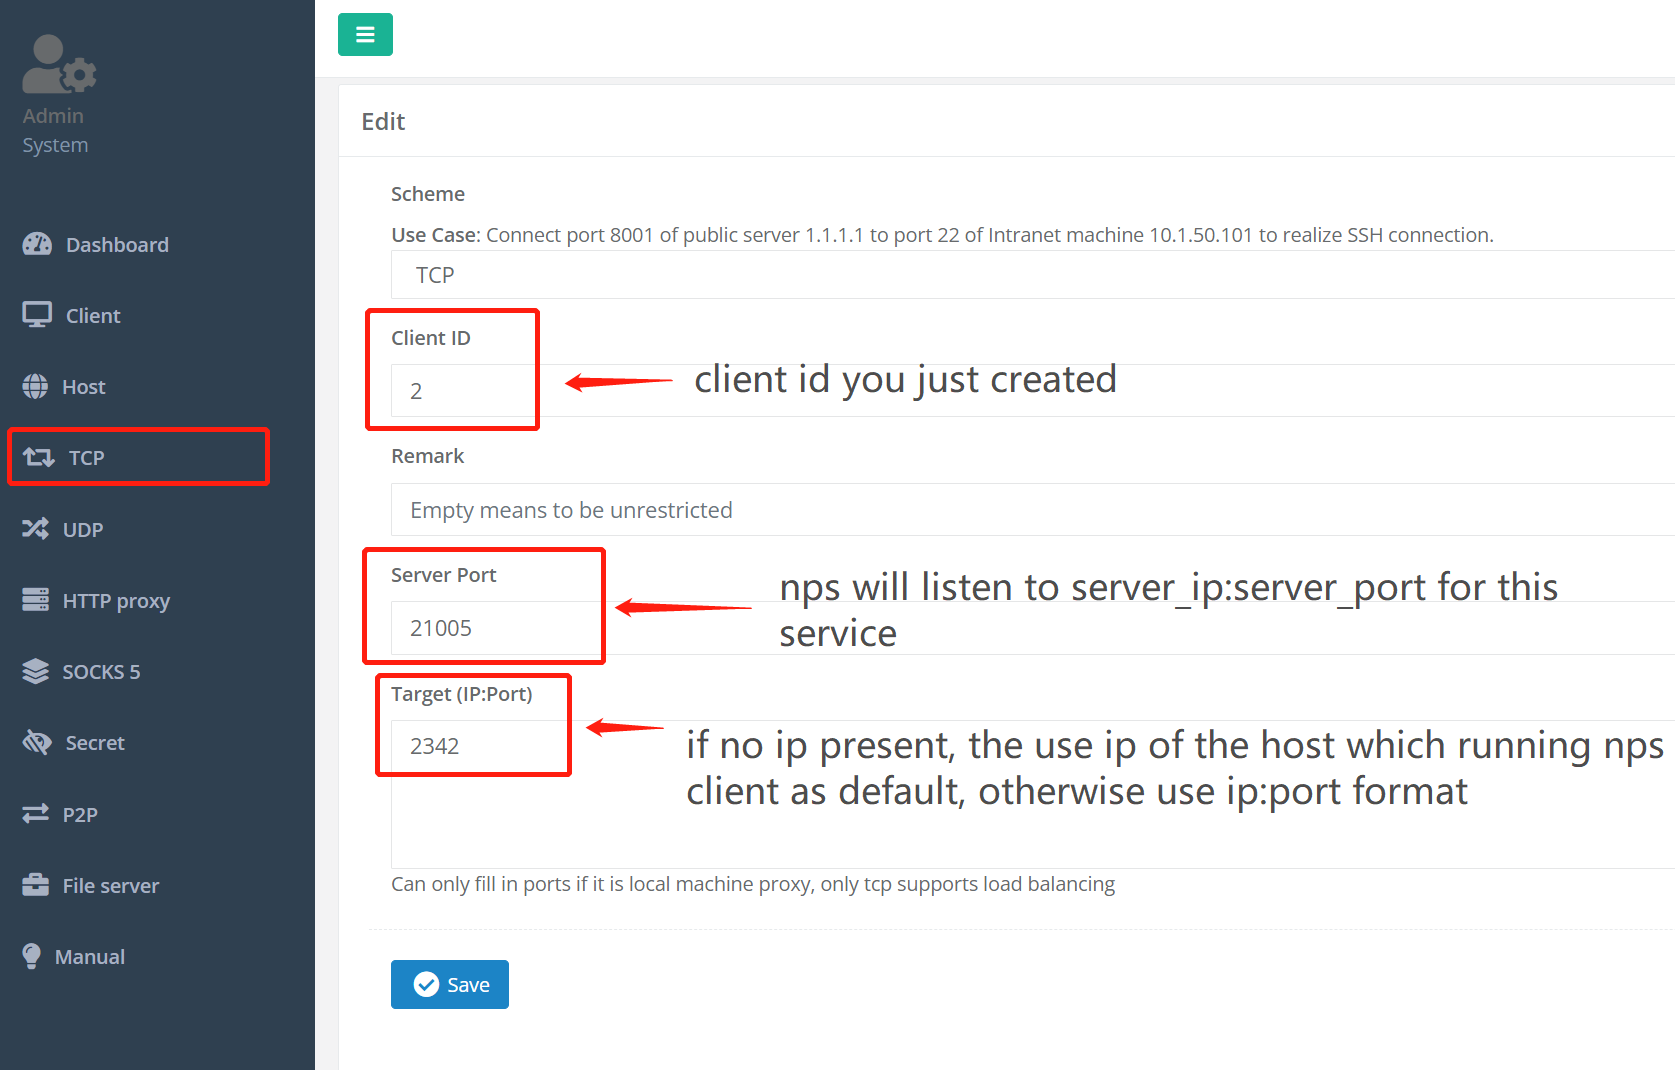 Admin
System
Dashboard
Client
Host
TCP
UDP
HTTP proxy
SOCKS 5
Secret
P2P
File server
Manual
Edit
Scheme
Use Case: Connect port 8001 of public server 1.1.1.1 to port 22 of Intranet machine 10.1.50.101 to realize SSH connection.
TCP
Client ID
2
client id you just created
Remark
Empty means to be unrestricted
Server Port
21005
nps will listen to server_ip:server_port for this
service
Target (IP:Port)
2342
if no ip present, the use ip of the host which running nps
client as default, otherwise use ip:port format
Can only fill in ports if it is local machine proxy, only tcp supports load balancing
Save